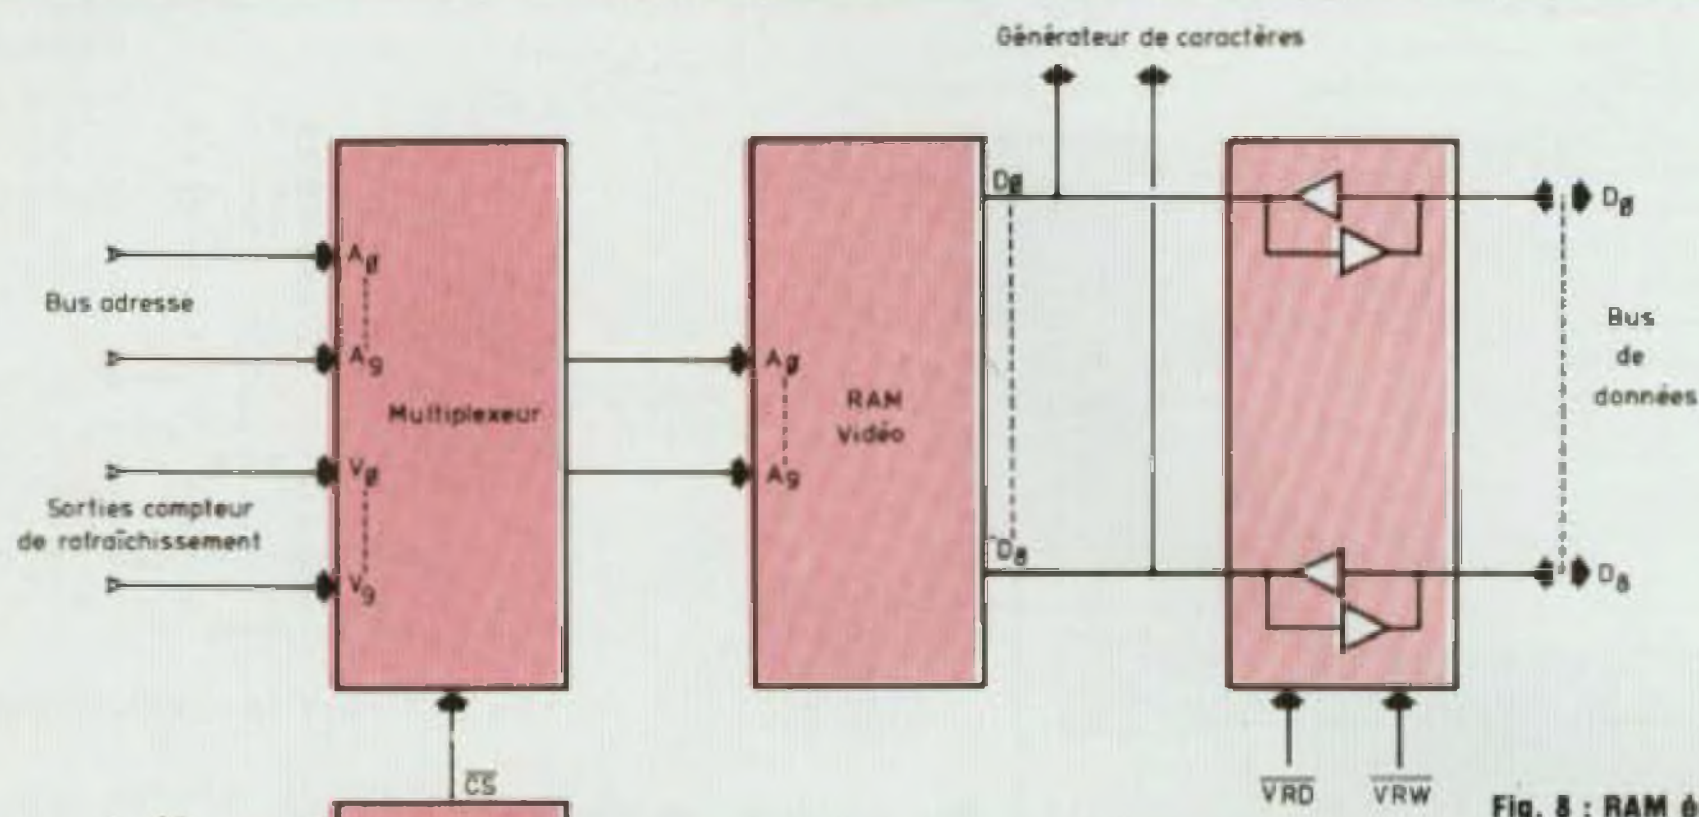 Générateur de caractères
Bus adresse
Aø
A9
Vø
V9
Multiplexeur
Sorties compteur
de rafraîchissement
CS
Aø
A9
RAM
Vidéo
Dø
D8
Dø
D8
Bus
de
données
VRD
VRW
Fig. 8 : RAM é